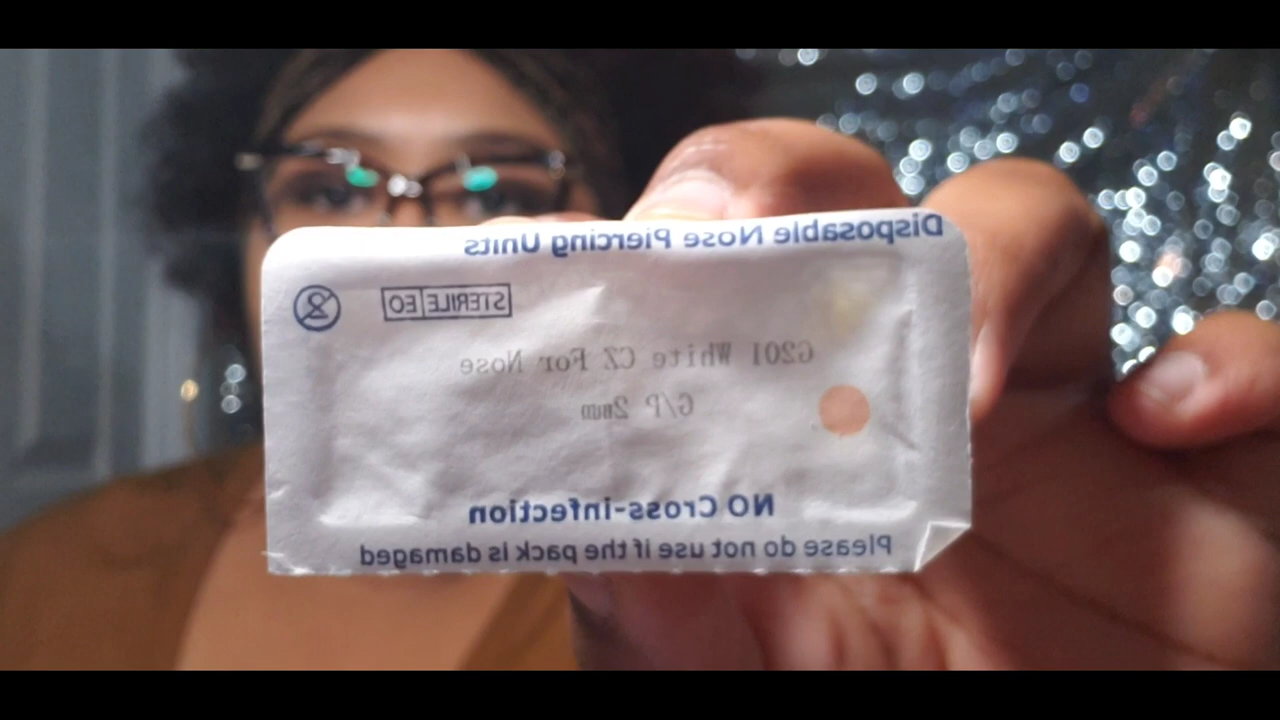 Disposable Nose Piercing Units
STERILE EO
2
G201 White CZ For Nose
G/P 2mm
NO Cross-infection
Please do not use if the pack is damaged